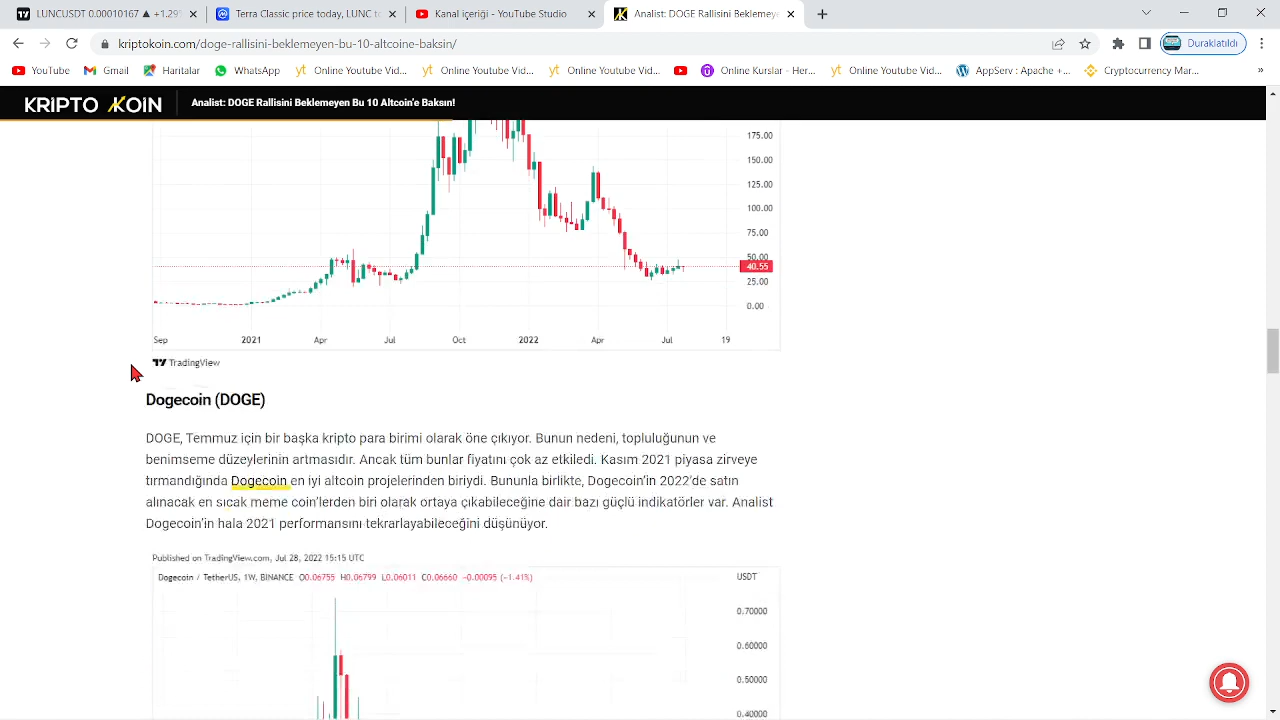 LUNCUSDT 0.00010167 ▲ +1.29%
Terra Classic price today, LUNC to
Kanal içeriği - YouTube Studio
Analist: DOGE Rallisini Beklemeye
kriptokoin.com/doge-rallisini-beklemeyen-bu-10-altcoine-baksin/
Duraklatıldı
YouTube
Gmail
Haritalar
WhatsApp
Online Youtube Vid...
Online Youtube Vid...
Online Youtube Vid...
Online Kurslar - Her...
Online Youtube Vid...
AppServ : Apache +...
Cryptocurrency Mar...
»
KRİPTO KOIN
Analist: DOGE Rallisini Beklemeyen Bu 10 Altcoin'e Baksın!
175.00
150.00
125.00
100.00
75.00
50.00
40.55
25.00
0.00
Sep 2021 Apr Jul Oct 2022 Apr Jul 19
TradingView
Dogecoin (DOGE)
DOGE, Temmuz için bir başka kripto para birimi olarak öne çıkıyor. Bunun nedeni, topluluğunun ve
benimseme düzeylerinin artmasıdır. Ancak tüm bunlar fiyatını çok az etkiledi. Kasım 2021 piyasa zirveye
tırmandığında Dogecoin en iyi altcoin projelerinden biriydi. Bununla birlikte, Dogecoin'in 2022'de satın
alınacak en sıcak meme coin'lerden biri olarak ortaya çıkabileceğine dair bazı güçlü indikatörler var. Analist
Dogecoin'in hala 2021 performansını tekrarlayabileceğini düşünüyor.
Published on TradingView.com, Jul 28, 2022 15:15 UTC
Dogecoin / TetherUS, 1W, BINANCE O0.06755 H0.06799 L0.06011 C0.06660 −0.00095 (−1.41%)
USDT
0.70000
0.60000
0.50000
0.40000